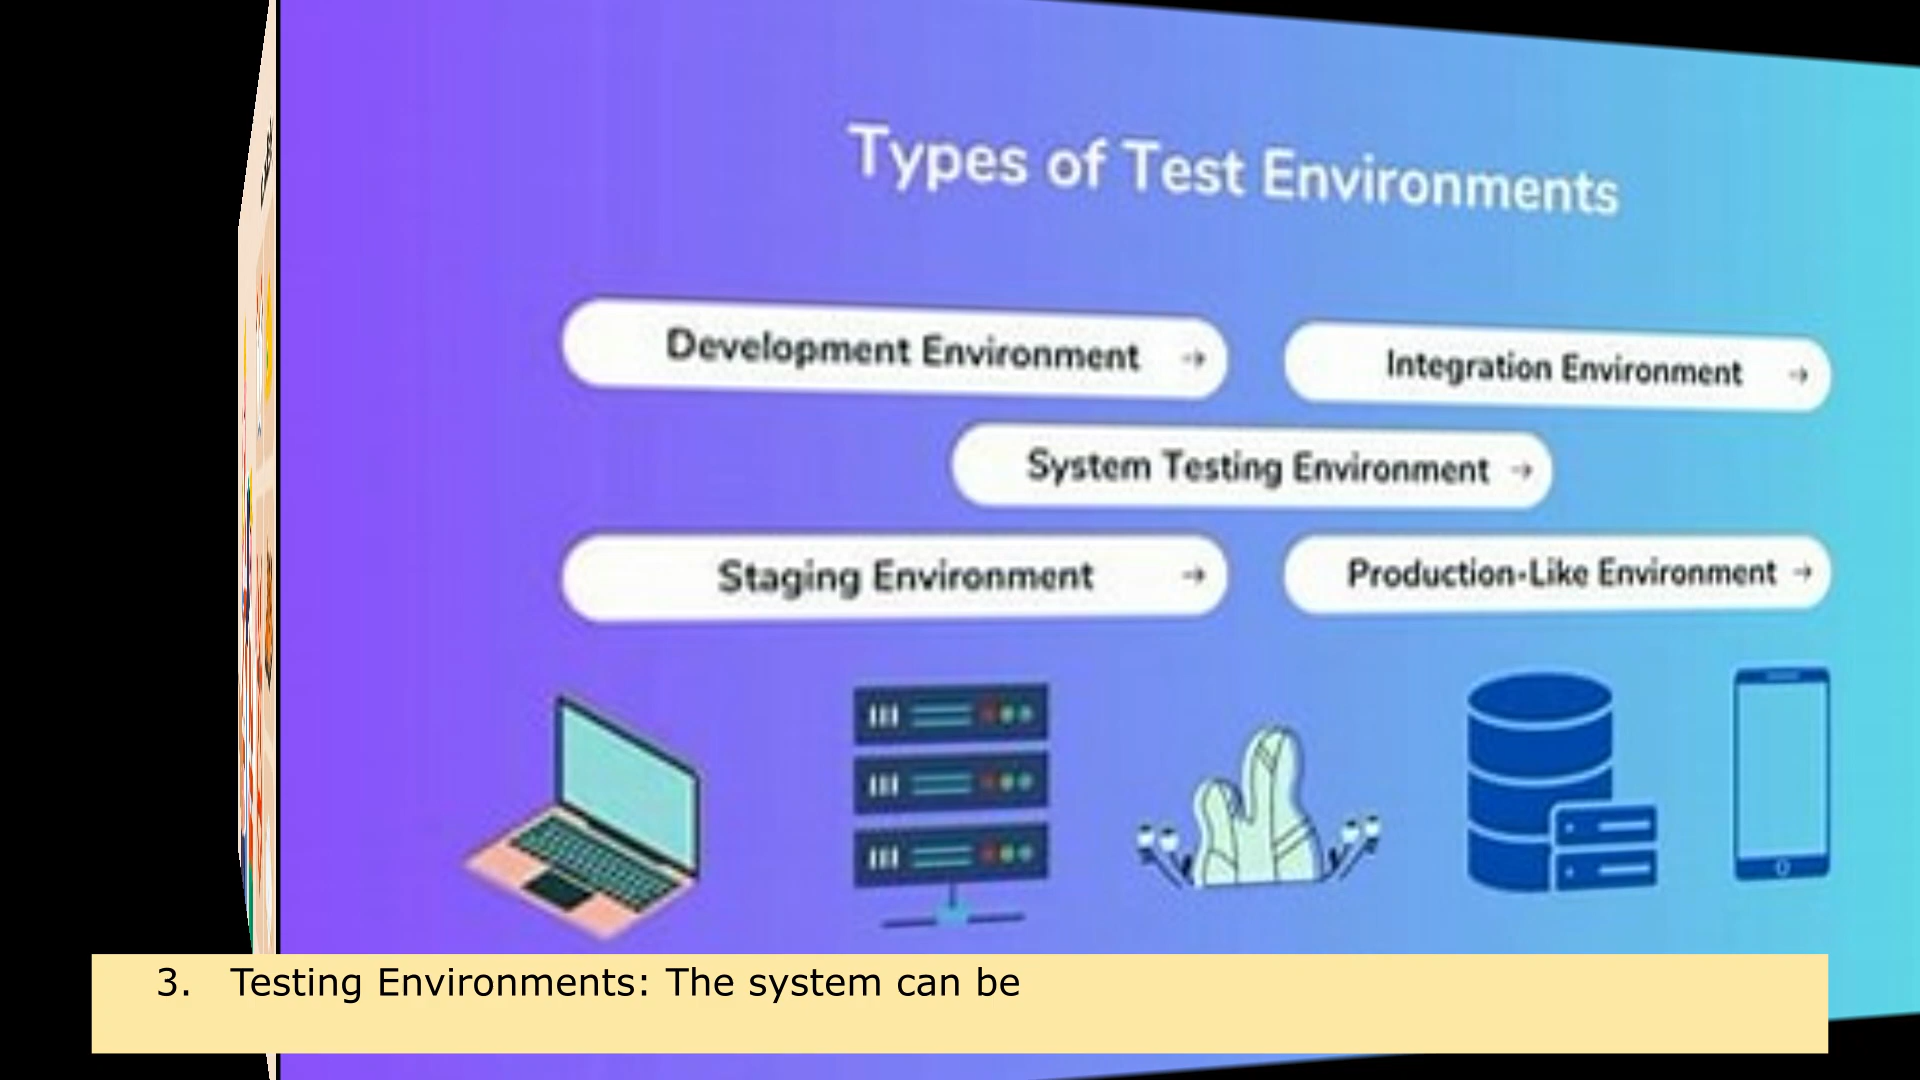 Types of Test Environments
Development Environment →
Integration Environment →
System Testing Environment →
Staging Environment →
Production-Like Environment →
3. Testing Environments: The system can be